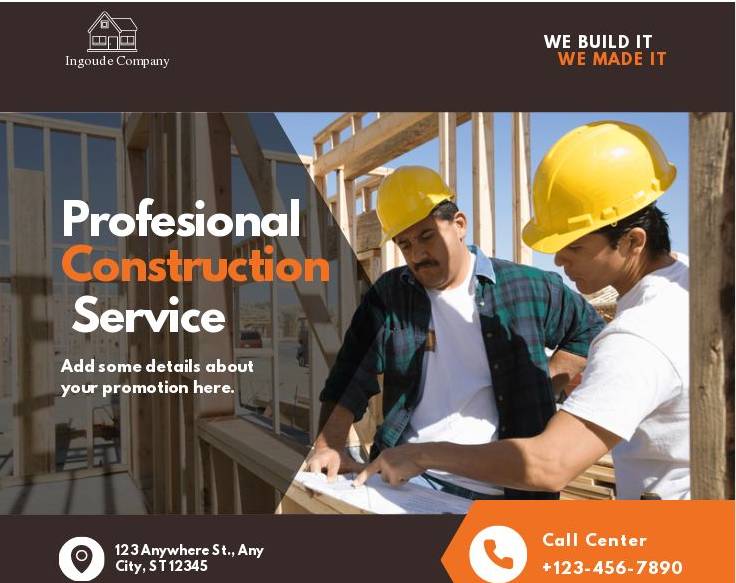 Ingoude Company
WE BUILD IT
WE MADE IT
Profesional
Construction
Service
Add some details about
your promotion here.
123 Anywhere St., Any
City, ST 12345
Call Center
+123-456-7890